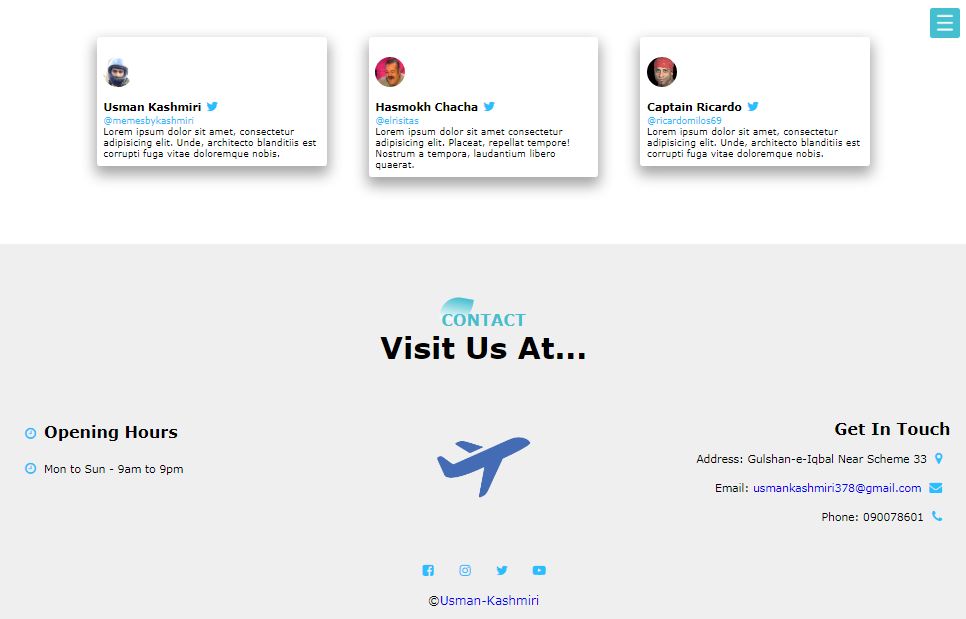 Usman Kashmiri
@memesbykashmiri
Lorem ipsum dolor sit amet, consectetur
adipisicing elit. Unde, architecto blanditiis est
corrupti fuga vitae doloremque nobis.
Hasmokh Chacha
@elrisitas
Lorem ipsum dolor sit amet, consectetur
adipisicing elit. Placeat, repellat tempore!
Nostrum a tempora, laudantium libero
quaerat.
Captain Ricardo
@ricardomilos69
Lorem ipsum dolor sit amet, consectetur
adipisicing elit. Unde, architecto blanditiis est
corrupti fuga vitae doloremque nobis.
CONTACT
Visit Us At...
Opening Hours
Mon to Sun - 9am to 9pm
Get In Touch
Address: Gulshan-e-Iqbal Near Scheme 33
Email: usmankashmiri378@gmail.com
Phone: 090078601
©Usman-Kashmiri